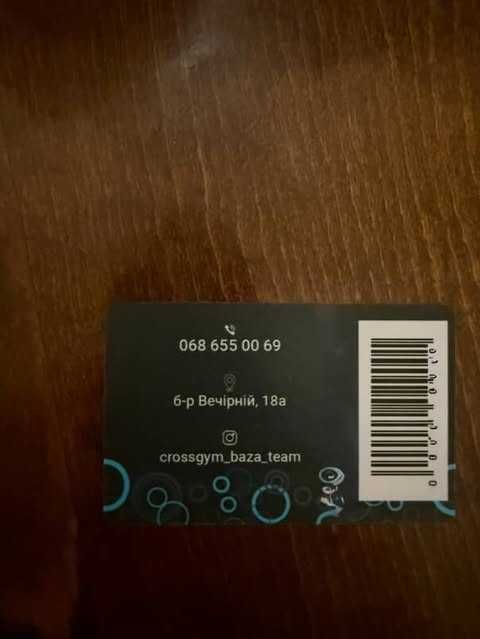 068 655 00 69
б-р Вечірній, 18а
crossgym_baza_team